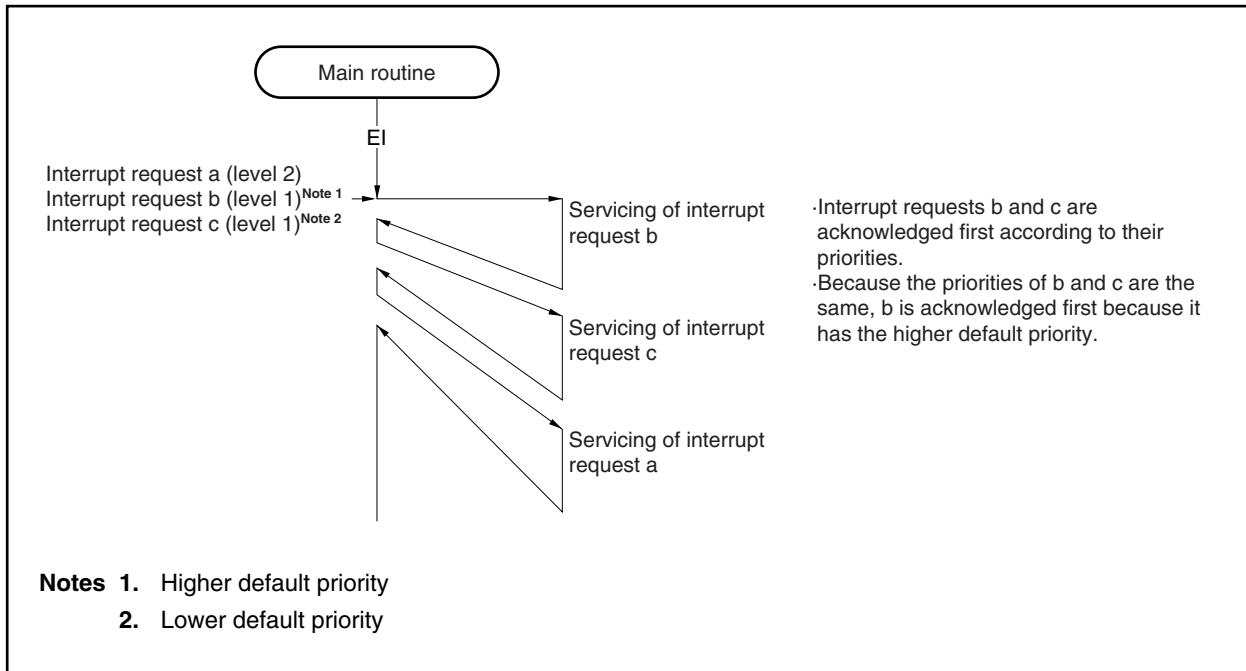 Main routine
EI
Interrupt request a (level 2)
Interrupt request b (level 1)Note 1
Interrupt request c (level 1)Note 2
Servicing of interrupt
request b
·Interrupt requests b and c are
acknowledged first according to their
priorities.
·Because the priorities of b and c are the
same, b is acknowledged first because it
has the higher default priority.
Servicing of interrupt
request c
Servicing of interrupt
request a
Notes 1. Higher default priority
2. Lower default priority